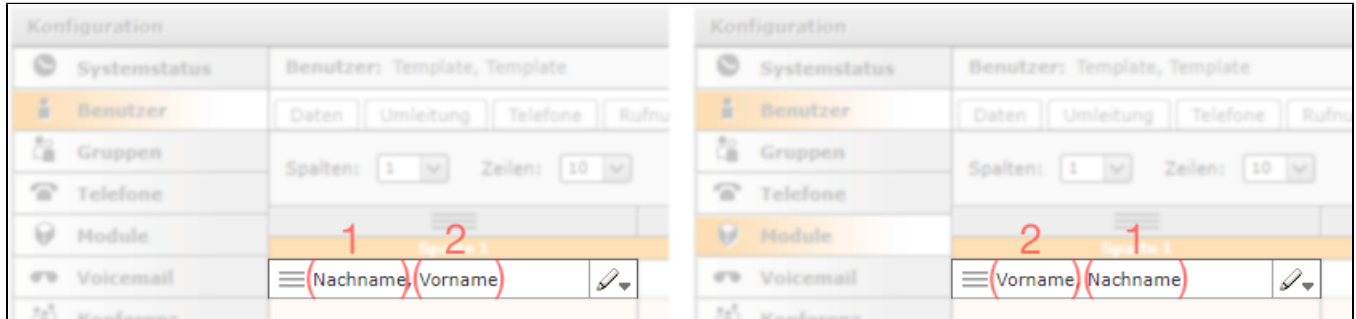 Konfiguration
Systemstatus
Benutzer: Template, Template
Benutzer
Daten Umleitung Telefone Rufnu
Gruppen
Spalten: 1 Zeilen: 10
Telefone
Module
1 2
Spalte 1
Voicemail
(Nachname), (Vorname)
Konferenz
Konfiguration
Systemstatus
Benutzer: Template, Template
Benutzer
Daten Umleitung Telefone Rufnu
Gruppen
Spalten: 1 Zeilen: 10
Telefone
Module
2 1
Spalte 1
Voicemail
(Vorname) (Nachname)
Konferenz